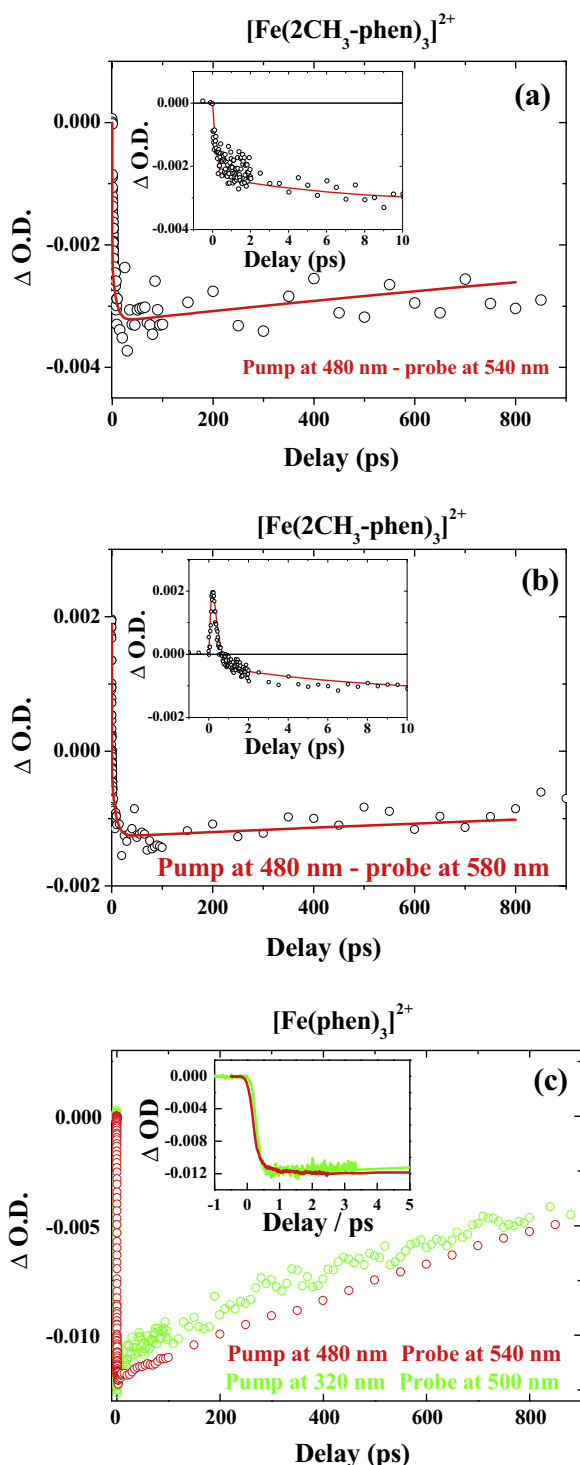 [Fe(2CH₃-phen)₃]²⁺
(a)
Δ O.D.
0.000
-0.002
-0.004
0.000
-0.002
-0.004
Δ O.D.
0 2 4 6 8 10
Delay (ps)
Pump at 480 nm - probe at 540 nm
0 200 400 600 800
Delay (ps)
[Fe(2CH₃-phen)₃]²⁺
(b)
Δ O.D.
0.002
0.000
-0.002
0.002
0.000
-0.002
Δ O.D.
0 2 4 6 8 10
Delay (ps)
Pump at 480 nm - probe at 580 nm
0 200 400 600 800
Delay (ps)
[Fe(phen)₃]²⁺
(c)
Δ O.D.
0.000
-0.005
-0.010
0.000
-0.004
-0.008
-0.012
Δ OD
-1 0 1 2 3 4 5
Delay / ps
Pump at 480 nm Probe at 540 nm
Pump at 320 nm Probe at 500 nm
0 200 400 600 800
Delay (ps)